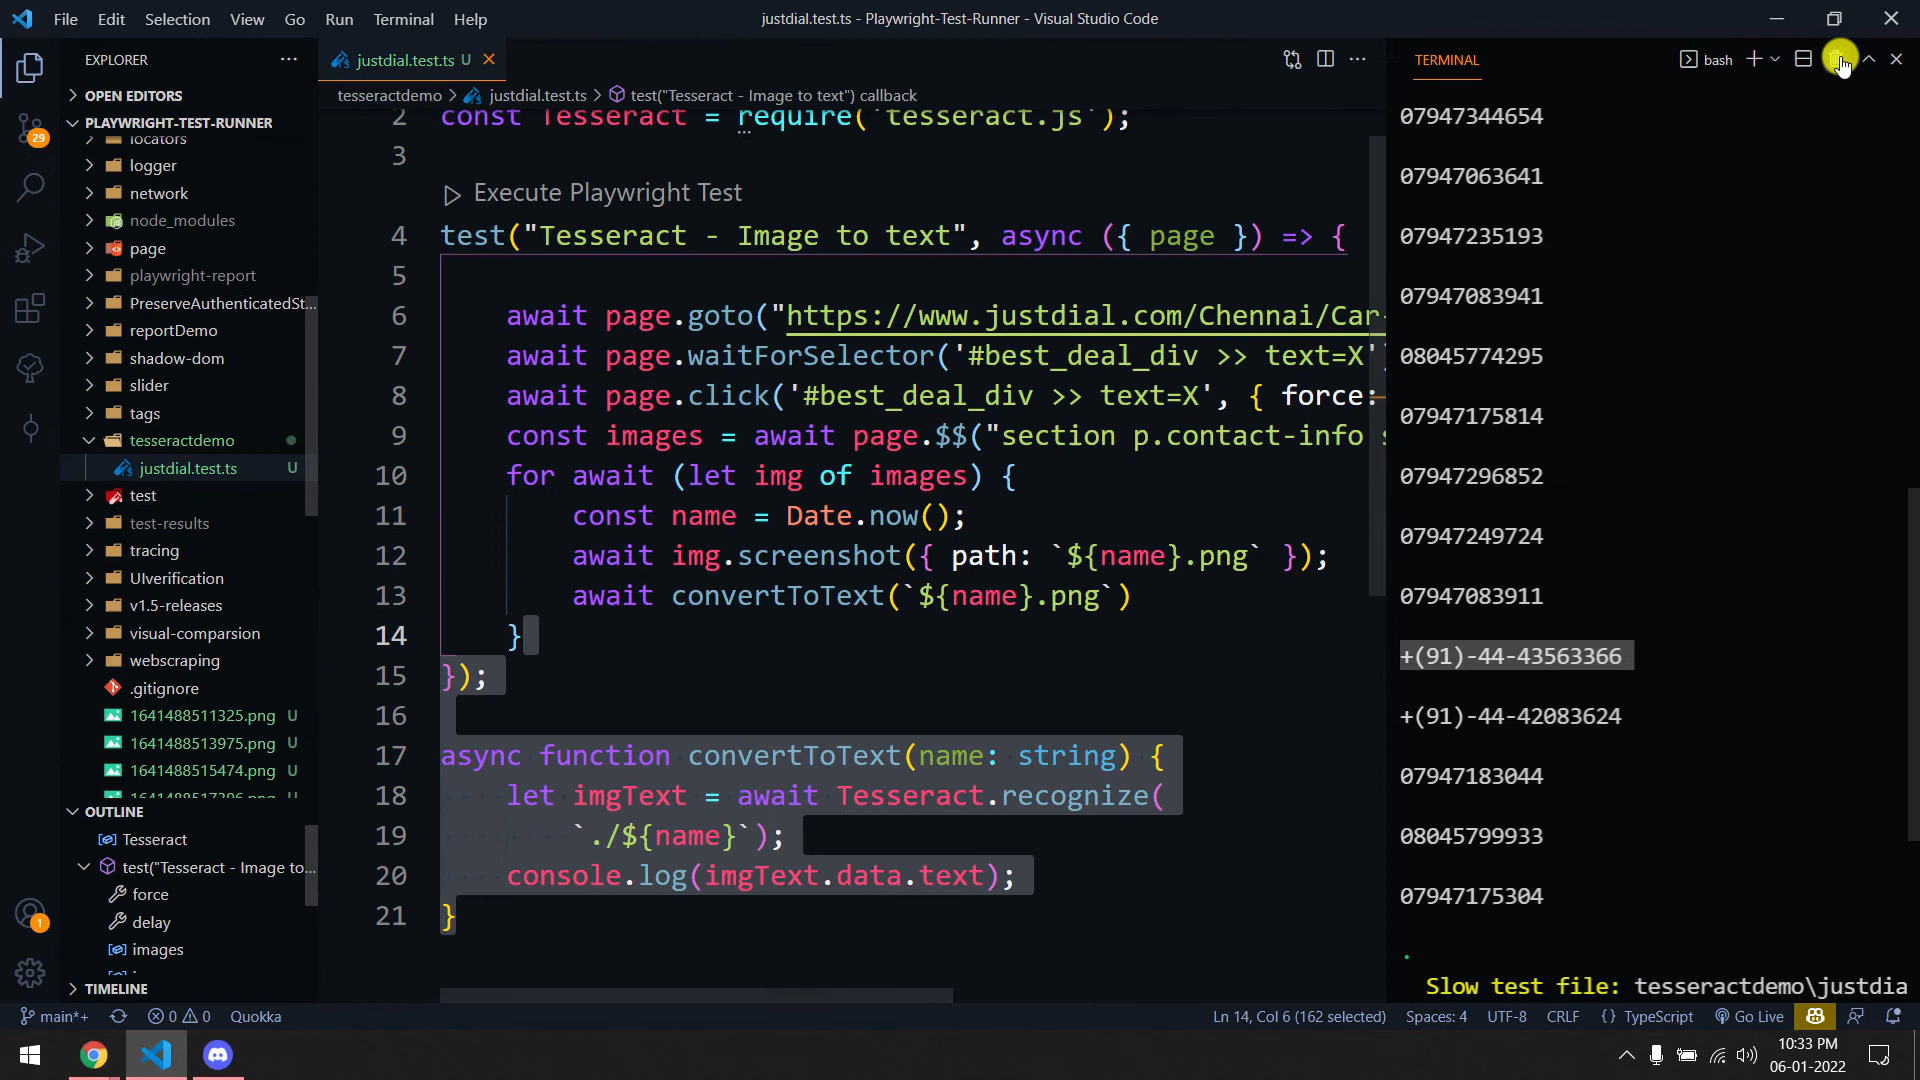 File Edit Selection View Go Run Terminal Help
justdial.test.ts - Playwright-Test-Runner - Visual Studio Code
EXPLORER
OPEN EDITORS
PLAYWRIGHT-TEST-RUNNER
locators
logger
network
node_modules
page
playwright-report
PreserveAuthenticatedSt...
reportDemo
shadow-dom
slider
tags
tesseractdemo
justdial.test.ts U
test
test-results
tracing
UIverification
v1.5-releases
visual-comparsion
webscraping
.gitignore
1641488511325.png U
1641488513975.png U
1641488515474.png U
1641488517396.png U
OUTLINE
Tesseract
test("Tesseract - Image to...
force
delay
images
TIMELINE
29
1
justdial.test.ts U
tesseractdemo > justdial.test.ts > test("Tesseract - Image to text") callback
2 const Tesseract = require('tesseract.js');
3
Execute Playwright Test
4 test("Tesseract - Image to text", async ({ page }) => {
5
6 await page.goto("https://www.justdial.com/Chennai/Car-
7 await page.waitForSelector('#best_deal_div >> text=X')
8 await page.click('#best_deal_div >> text=X', { force:
9 const images = await page.$$("section p.contact-info s
10 for await (let img of images) {
11 const name = Date.now();
12 await img.screenshot({ path: `${name}.png` });
13 await convertToText(`${name}.png`)
14 }
15 });
16
17 async function convertToText(name: string) {
18 let imgText = await Tesseract.recognize(
19 `./${name}`);
20 console.log(imgText.data.text);
21 }
TERMINAL
bash
07947344654
07947063641
07947235193
07947083941
08045774295
07947175814
07947296852
07947249724
07947083911
+(91)-44-43563366
+(91)-44-42083624
07947183044
08045799933
07947175304
.
Slow test file: tesseractdemo\justdia
main*+ 0 0 Quokka
Ln 14, Col 6 (162 selected) Spaces: 4 UTF-8 CRLF {} TypeScript Go Live
10:33 PM
06-01-2022